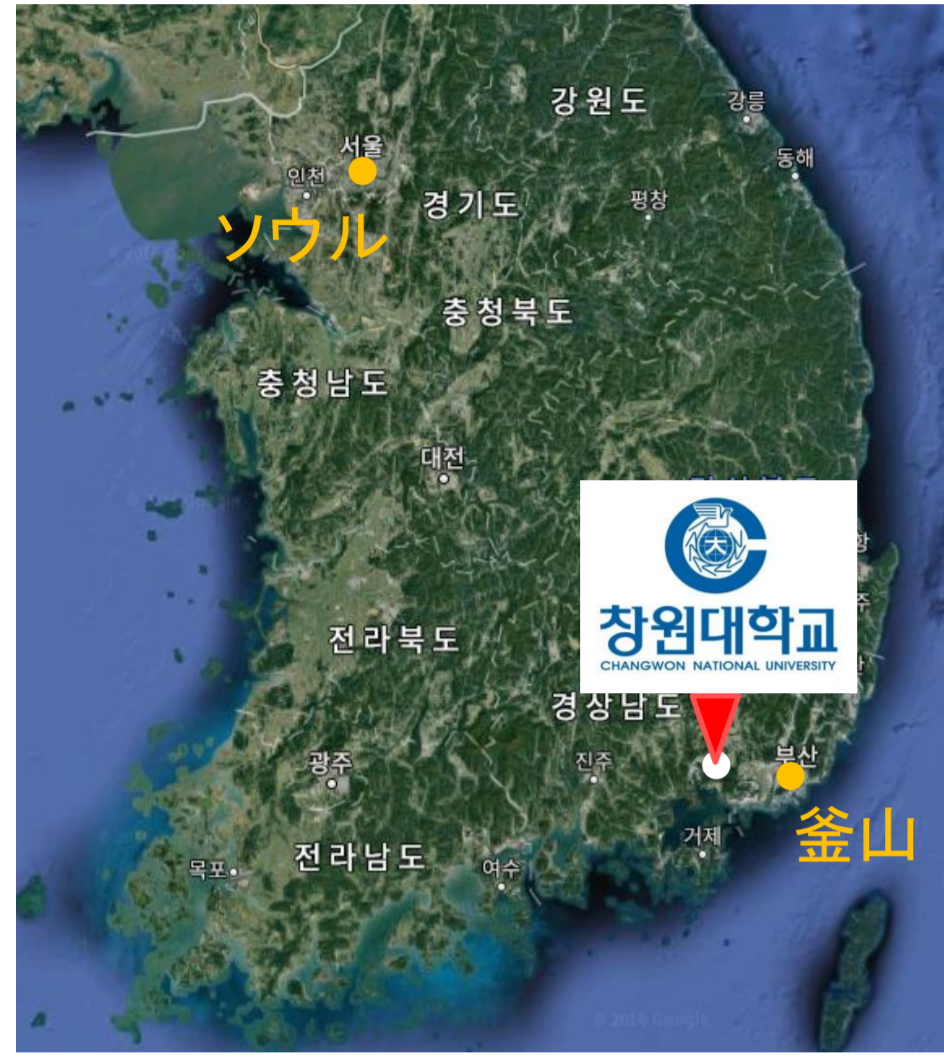 강원도
강릉
서울
동해
인천
경기도
평창
ソウル
충청북도
충청남도
대전
창원대학교
CHANGWON NATIONAL UNIVERSITY
전라북도
경상남도
광주
진주
부산
釜山
거제
전라남도
목포
여수